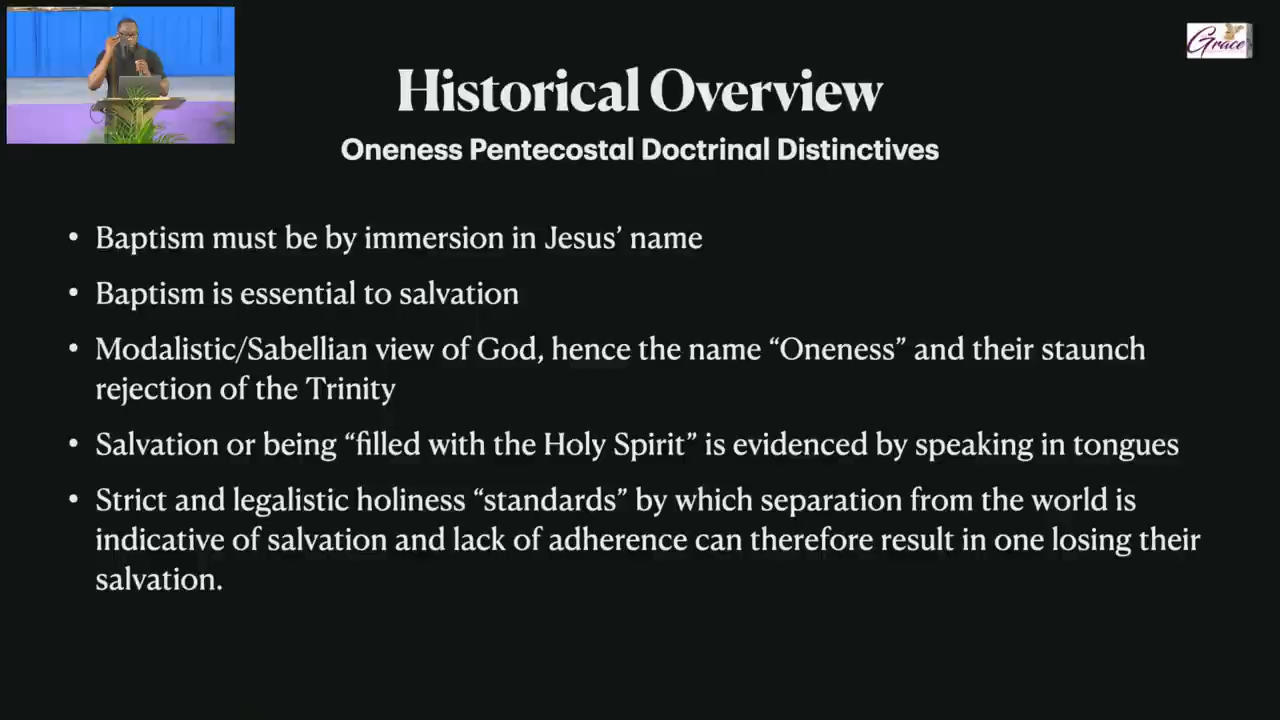 Grace
Historical Overview
Oneness Pentecostal Doctrinal Distinctives
• Baptism must be by immersion in Jesus’ name
• Baptism is essential to salvation
• Modalistic/Sabellian view of God, hence the name “Oneness” and their staunch
rejection of the Trinity
• Salvation or being “filled with the Holy Spirit” is evidenced by speaking in tongues
• Strict and legalistic holiness “standards” by which separation from the world is
indicative of salvation and lack of adherence can therefore result in one losing their
salvation.